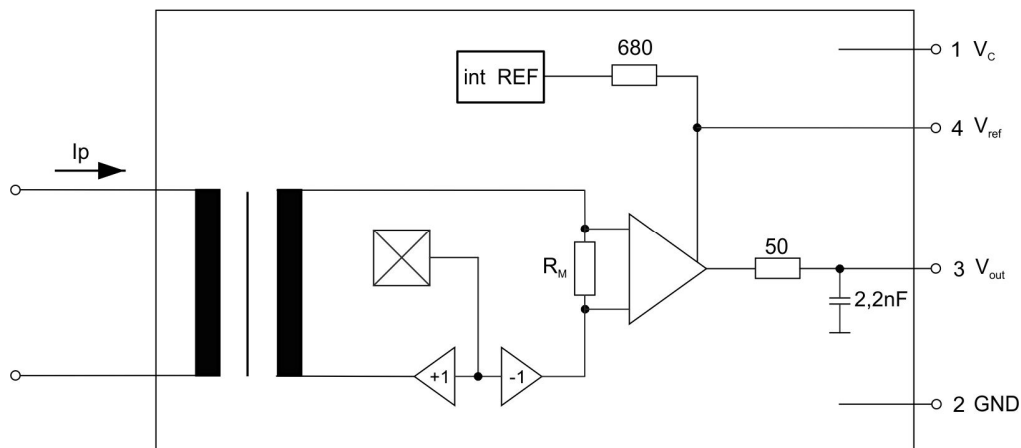 680
1 V_C
int REF
4 V_ref
Ip
50
3 V_out
R_M
2,2nF
+1
-1
2 GND